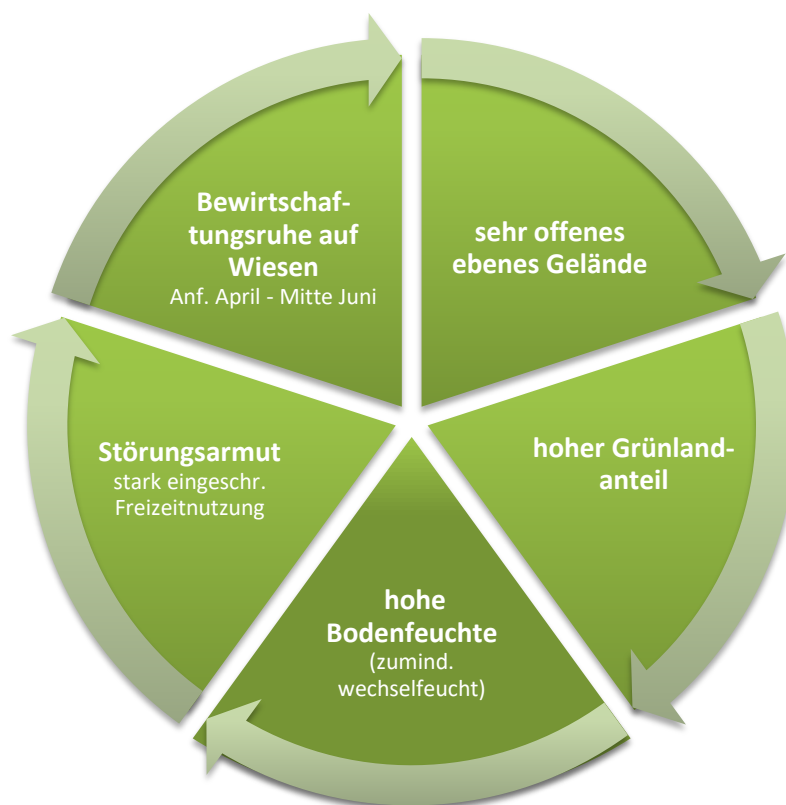 Bewirtschaf-
tungsruhe auf
Wiesen
Anf. April - Mitte Juni
sehr offenes
ebenes Gelände
hoher Grünland-
anteil
hohe
Bodenfeuchte
(zumind.
wechselfeucht)
Störungsarmut
stark eingeschr.
Freizeitnutzung